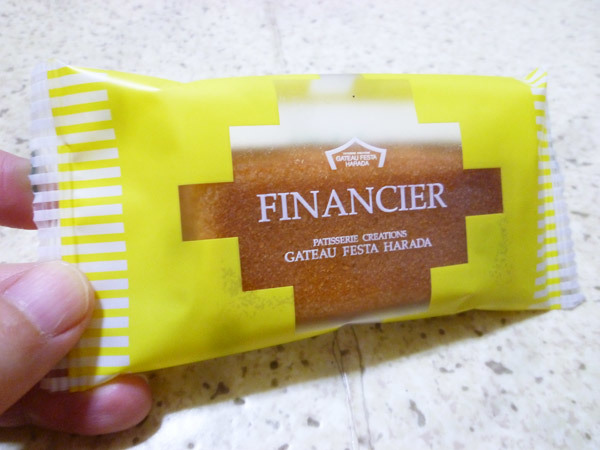 GATEAU FESTA
HARADA
FINANCIER
PATISSERIE CREATIONS
GATEAU FESTA HARADA